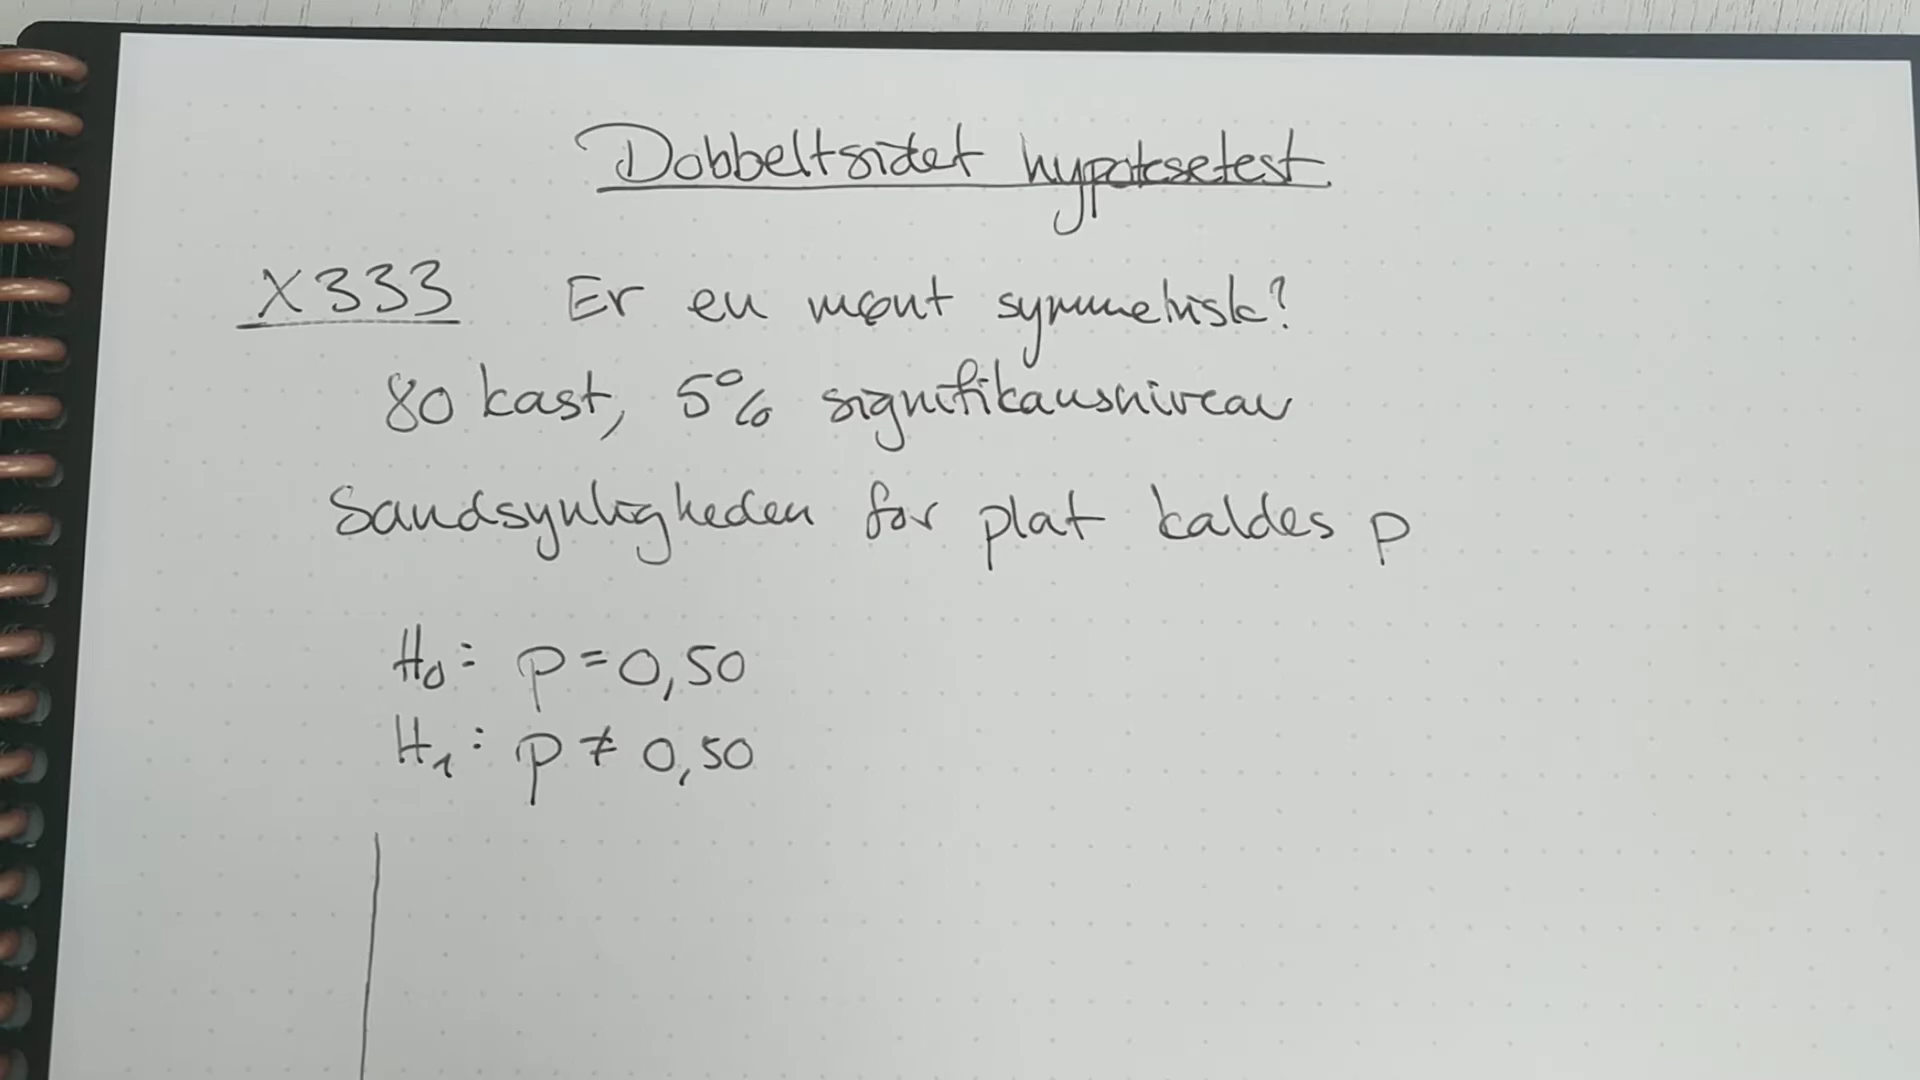 Dobbeltsidet hypotesetest
X333 Er en mønt symmetrisk?
80 kast, 5% signifikansniveau
Sandsynligheden for plat kaldes p
H₀: p = 0,50
H₁: p ≠ 0,50